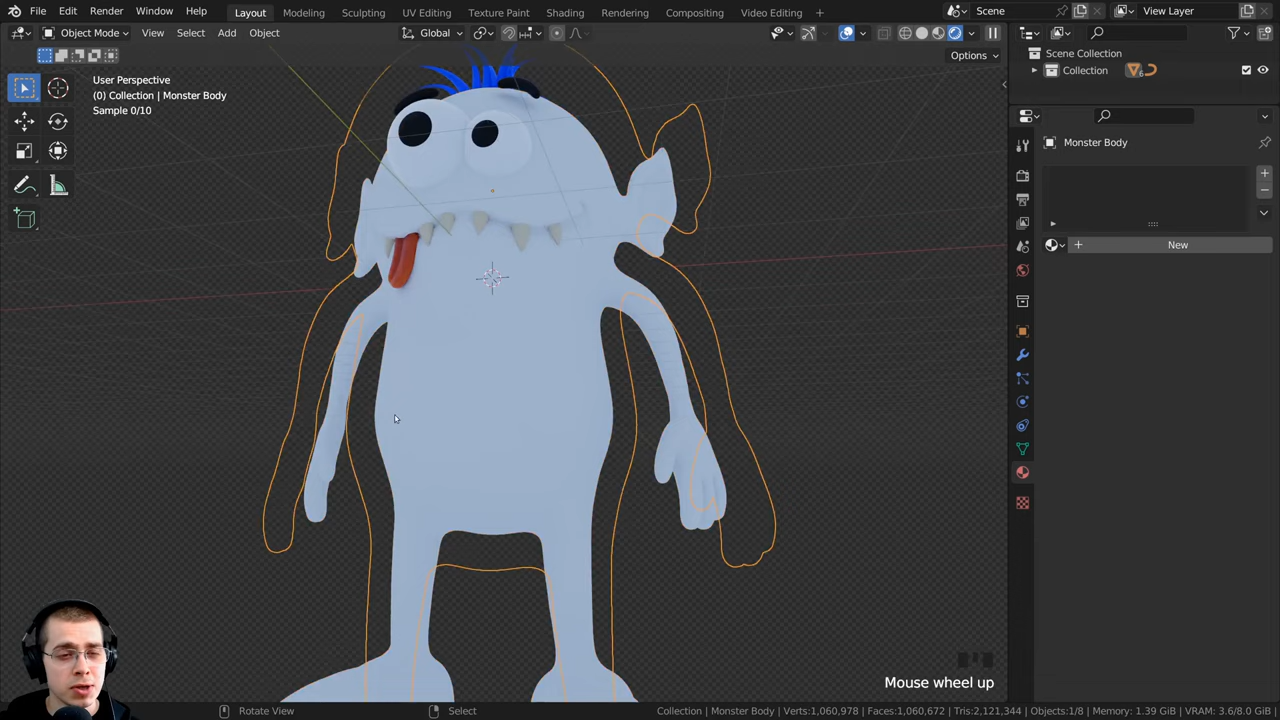 File Edit Render Window Help Layout Modeling Sculpting UV Editing Texture Paint Shading Rendering Compositing Video Editing + Scene View Layer
Object Mode View Select Add Object Global
Options
User Perspective
(0) Collection | Monster Body
Sample 0/10
Scene Collection
Collection 6
Monster Body
+ New
Mouse wheel up
Rotate View Select Collection | Monster Body | Verts:1,060,978 | Faces:1,060,672 | Tris:2,121,344 | Objects:1/8 | Memory: 1.39 GiB | VRAM: 3.6/8.0 GiB